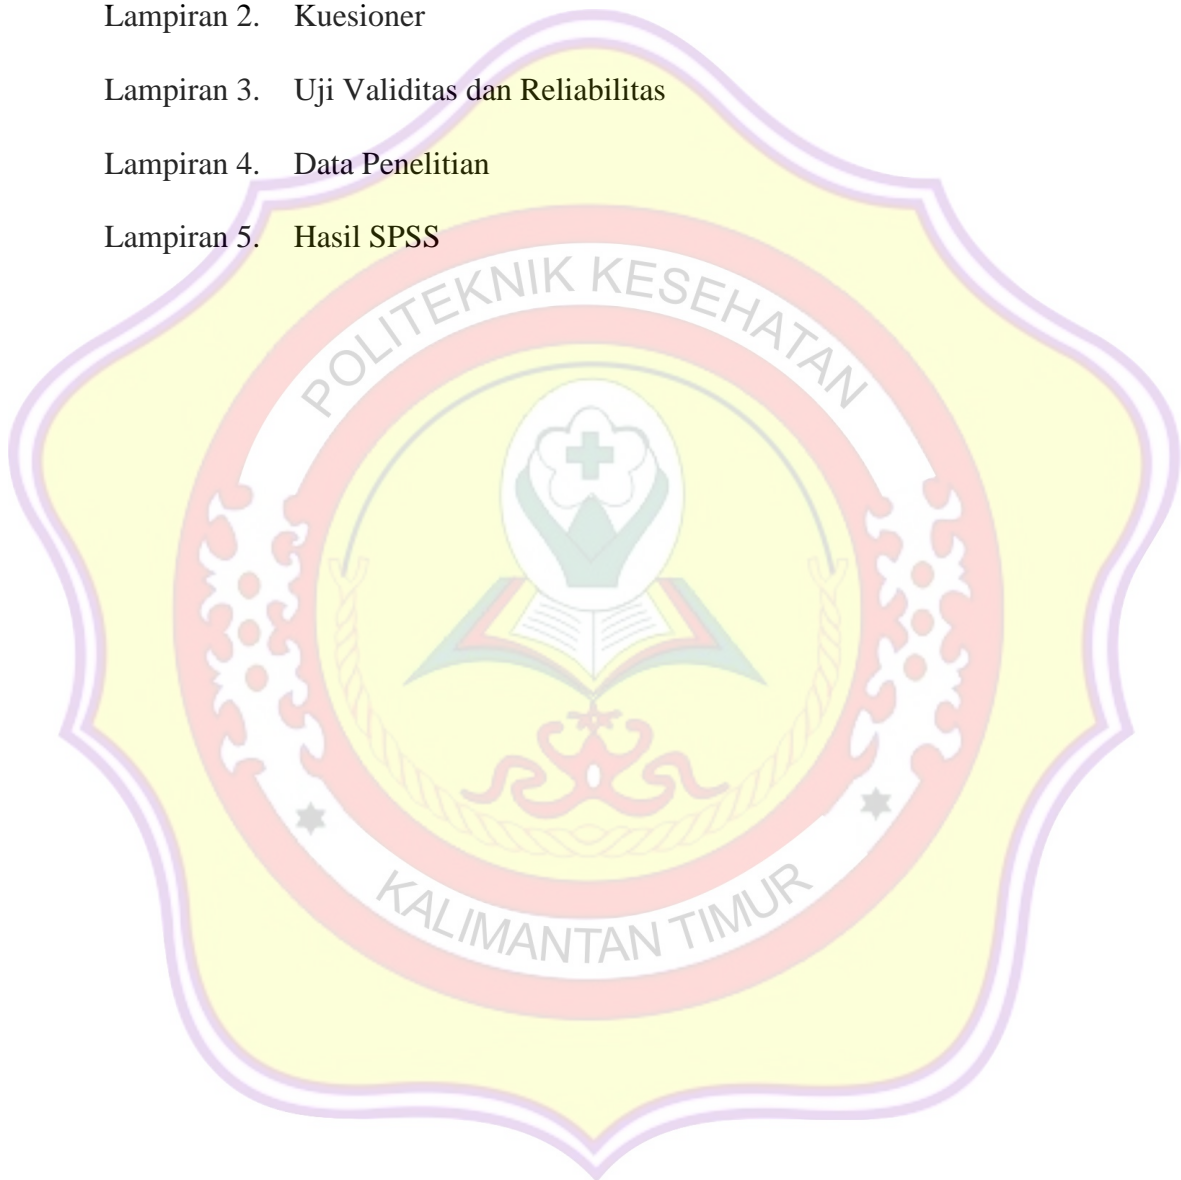 Lampiran 2. Kuesioner
Lampiran 3. Uji Validitas dan Reliabilitas
Lampiran 4. Data Penelitian
Lampiran 5. Hasil SPSS
POLITEKNIK KESEHATAN
KALIMANTAN TIMUR